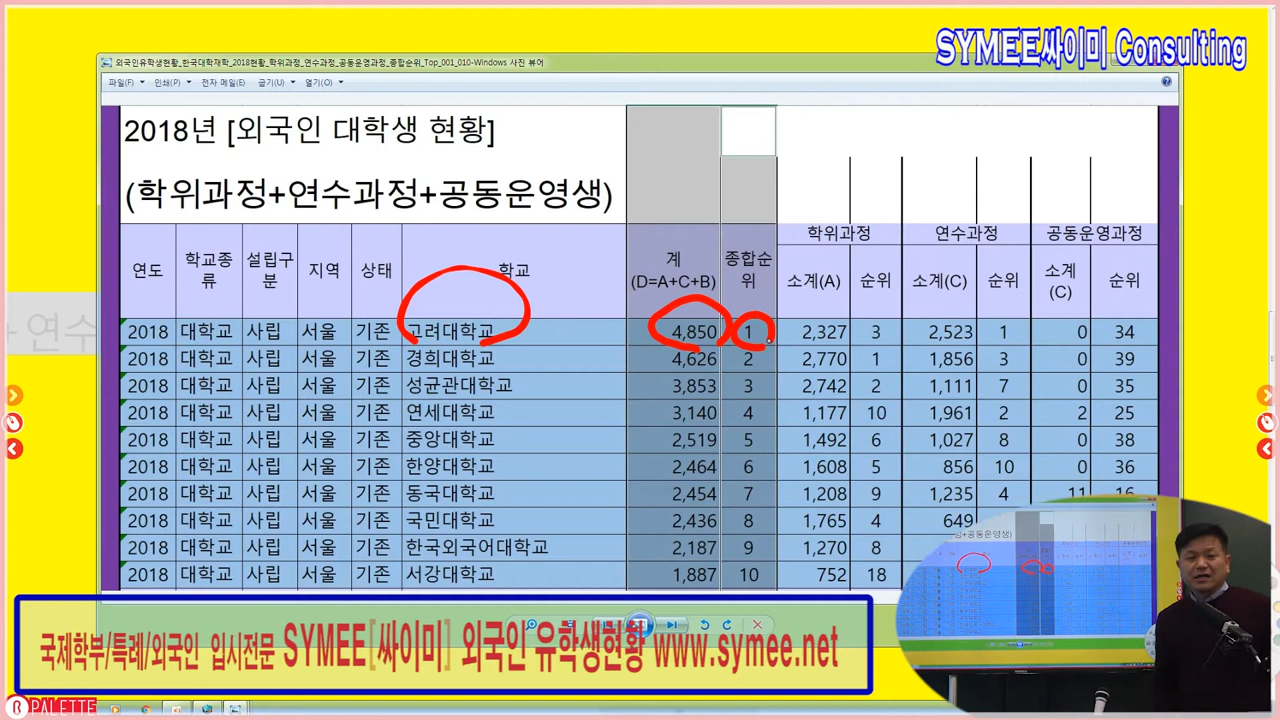 SYMEE싸이미 Consulting
외국인유학생현황_한국대학재학_2018현황_학위과정_연수과정_공동운영과정_종합순위_Top_001_010-Windows 사진 뷰어
파일(F) 인쇄(P) 전자 메일(E) 굽기(U) 열기(O)
2018년 [외국인 대학생 현황]
(학위과정+연수과정+공동운영생)
학위과정 연수과정 공동운영과정
연도 학교종류 설립구분 지역 상태 학교 계 (D=A+C+B) 종합순위 소계(A) 순위 소계(C) 순위 소계(C) 순위
2018 대학교 사립 서울 기존 고려대학교 4,850 1 2,327 3 2,523 1 0 34
2018 대학교 사립 서울 기존 경희대학교 4,626 2 2,770 1 1,856 3 0 39
2018 대학교 사립 서울 기존 성균관대학교 3,853 3 2,742 2 1,111 7 0 35
2018 대학교 사립 서울 기존 연세대학교 3,140 4 1,177 10 1,961 2 2 25
2018 대학교 사립 서울 기존 중앙대학교 2,519 5 1,492 6 1,027 8 0 38
2018 대학교 사립 서울 기존 한양대학교 2,464 6 1,608 5 856 10 0 36
2018 대학교 사립 서울 기존 동국대학교 2,454 7 1,208 9 1,235 4 11 16
2018 대학교 사립 서울 기존 국민대학교 2,436 8 1,765 4 649
2018 대학교 사립 서울 기존 한국외국어대학교 2,187 9 1,270 8
2018 대학교 사립 서울 기존 서강대학교 1,887 10 752 18
국제학부/특례/외국인 입시전문 SYMEE[싸이미] 외국인 유학생현황 www.symee.net
PALETTE